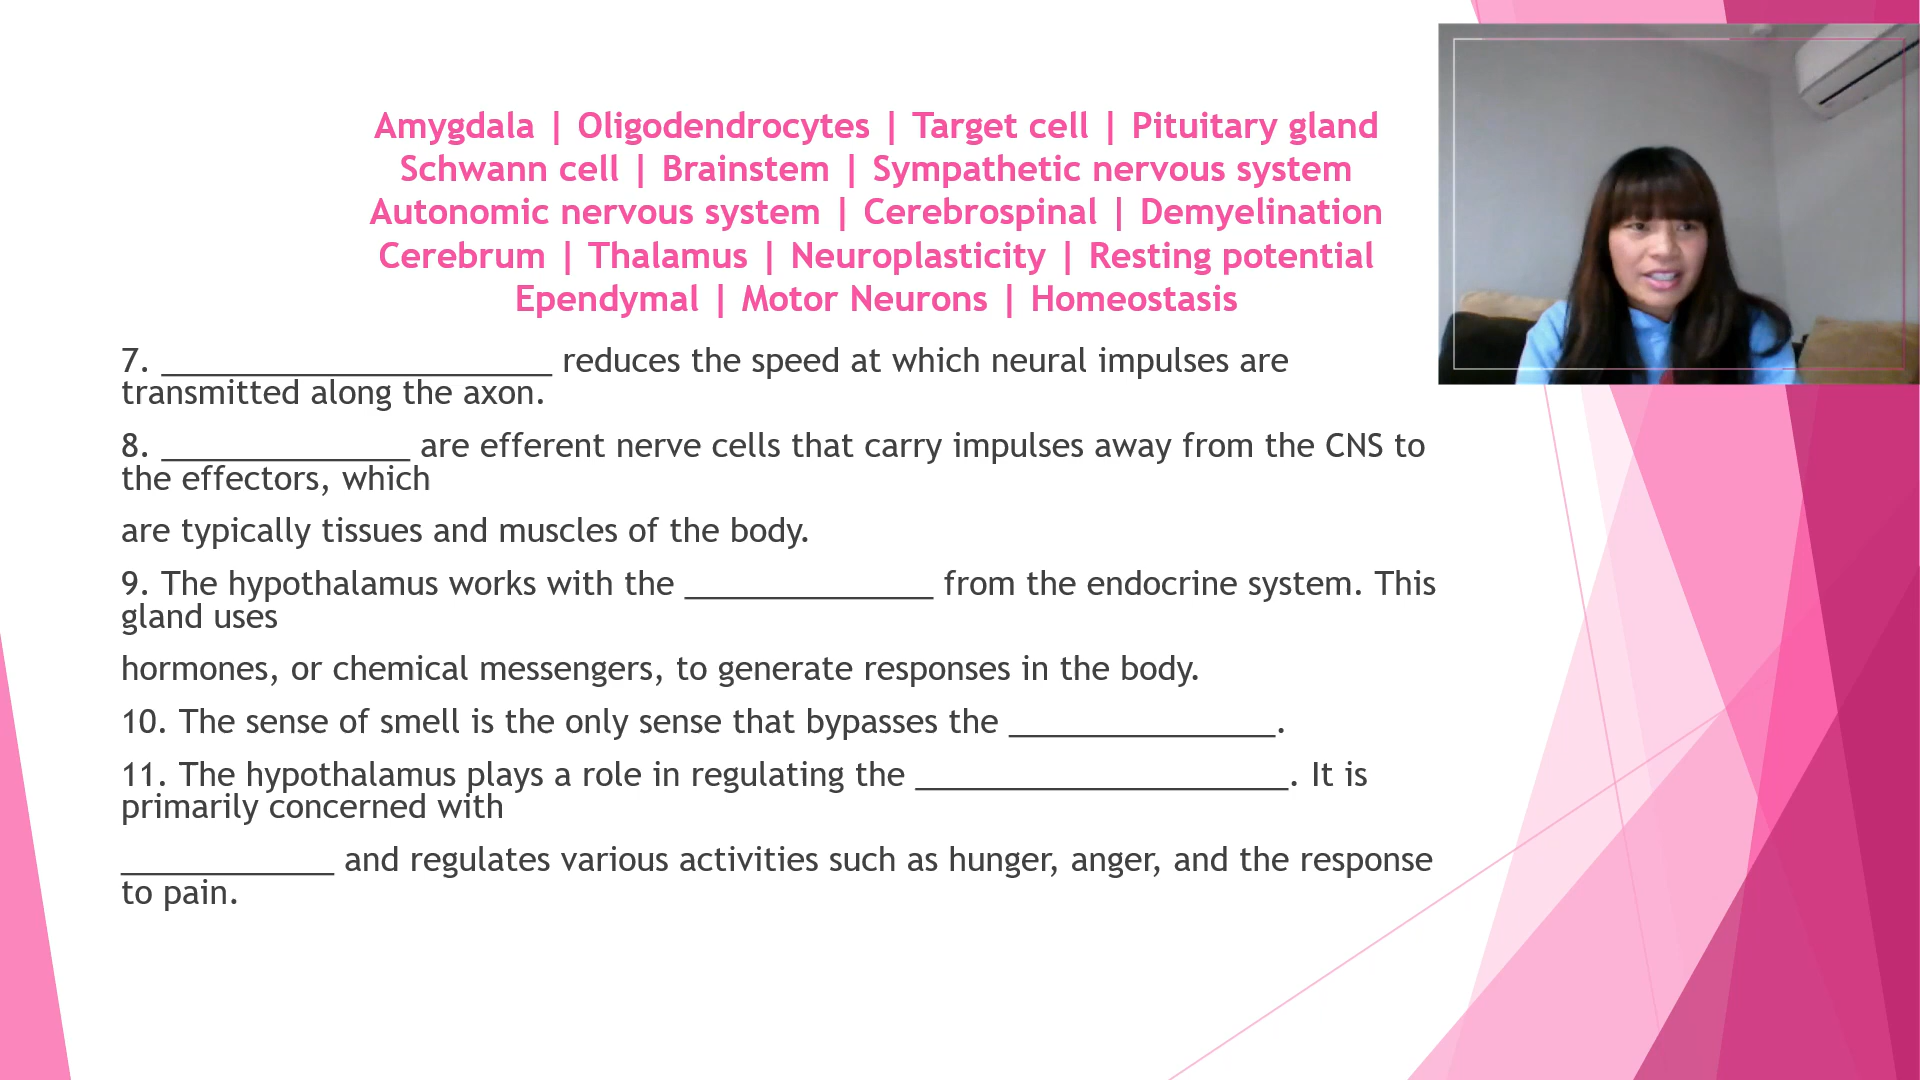 Amygdala | Oligodendrocytes | Target cell | Pituitary gland
Schwann cell | Brainstem | Sympathetic nervous system
Autonomic nervous system | Cerebrospinal | Demyelination
Cerebrum | Thalamus | Neuroplasticity | Resting potential
Ependymal | Motor Neurons | Homeostasis
7. ______________________ reduces the speed at which neural impulses are
transmitted along the axon.
8. ______________ are efferent nerve cells that carry impulses away from the CNS to
the effectors, which
are typically tissues and muscles of the body.
9. The hypothalamus works with the ______________ from the endocrine system. This
gland uses
hormones, or chemical messengers, to generate responses in the body.
10. The sense of smell is the only sense that bypasses the _______________.
11. The hypothalamus plays a role in regulating the _____________________. It is
primarily concerned with
____________ and regulates various activities such as hunger, anger, and the response
to pain.